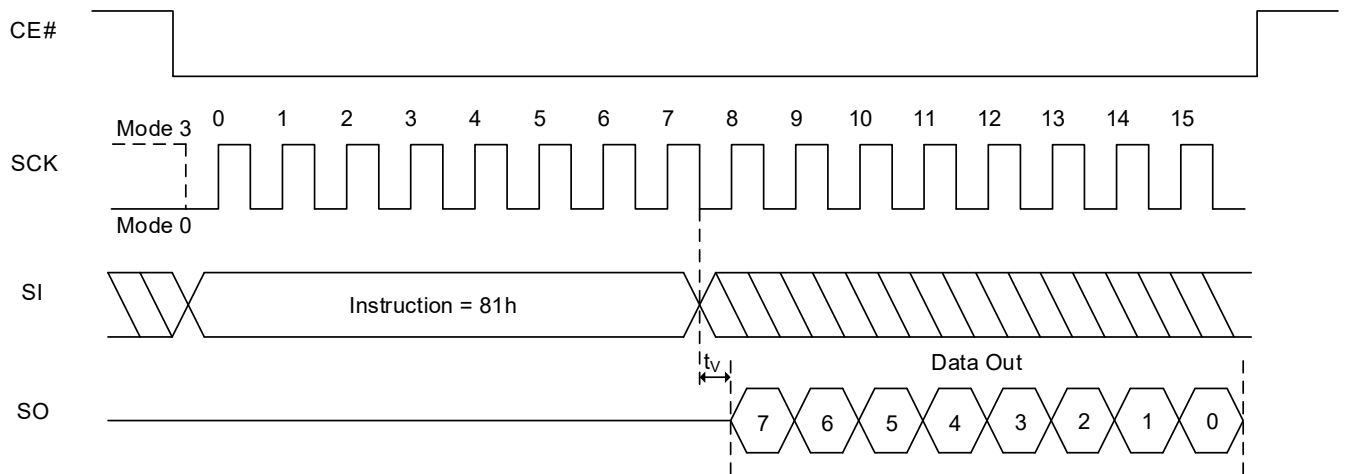 CE#
Mode 3 0 1 2 3 4 5 6 7 8 9 10 11 12 13 14 15
SCK
Mode 0
SI Instruction = 81h
tV Data Out
SO 7 6 5 4 3 2 1 0